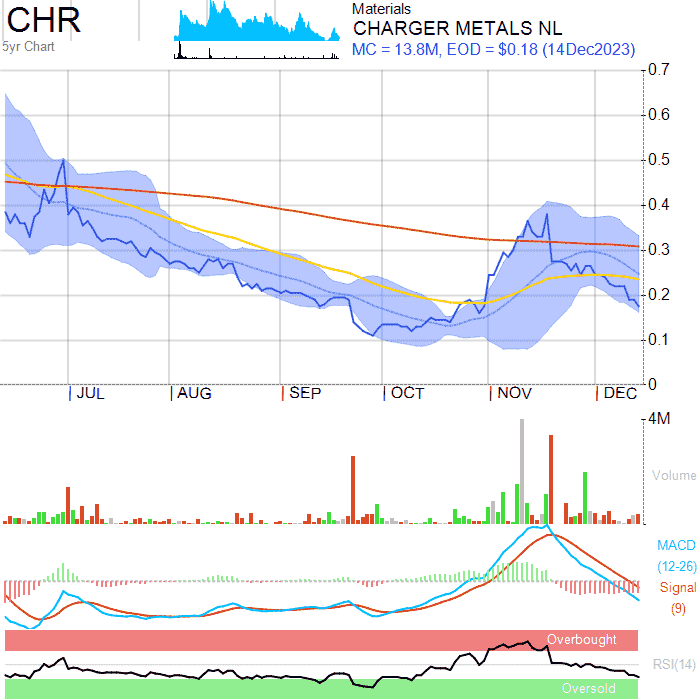 CHR
5yr Chart
Materials
CHARGER METALS NL
MC = 13.8M, EOD = $0.18 (14Dec2023)
0.7
0.6
0.5
0.4
0.3
0.2
0.1
0
JUL AUG SEP OCT NOV DEC
4M
Volume
MACD
(12-26)
Signal
(9)
Overbought
RSI(14)
Oversold